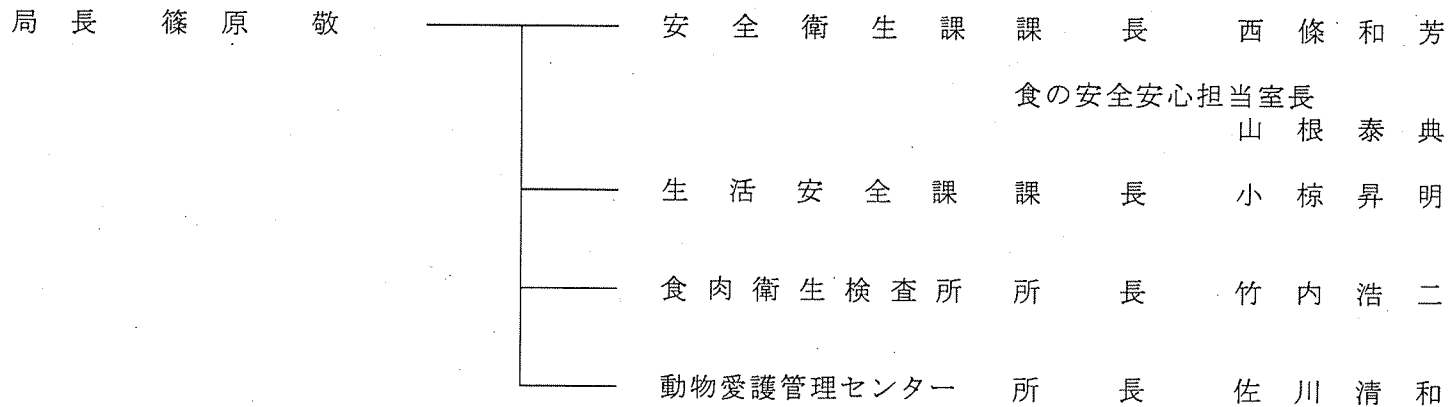 局長 篠原 敬 安全衛生課課長 西條和芳
食の安全安心担当室長
山根泰典
生活安全課課長 小椋昇明
食肉衛生検査所所長 竹内浩二
動物愛護管理センター所長 佐川清和